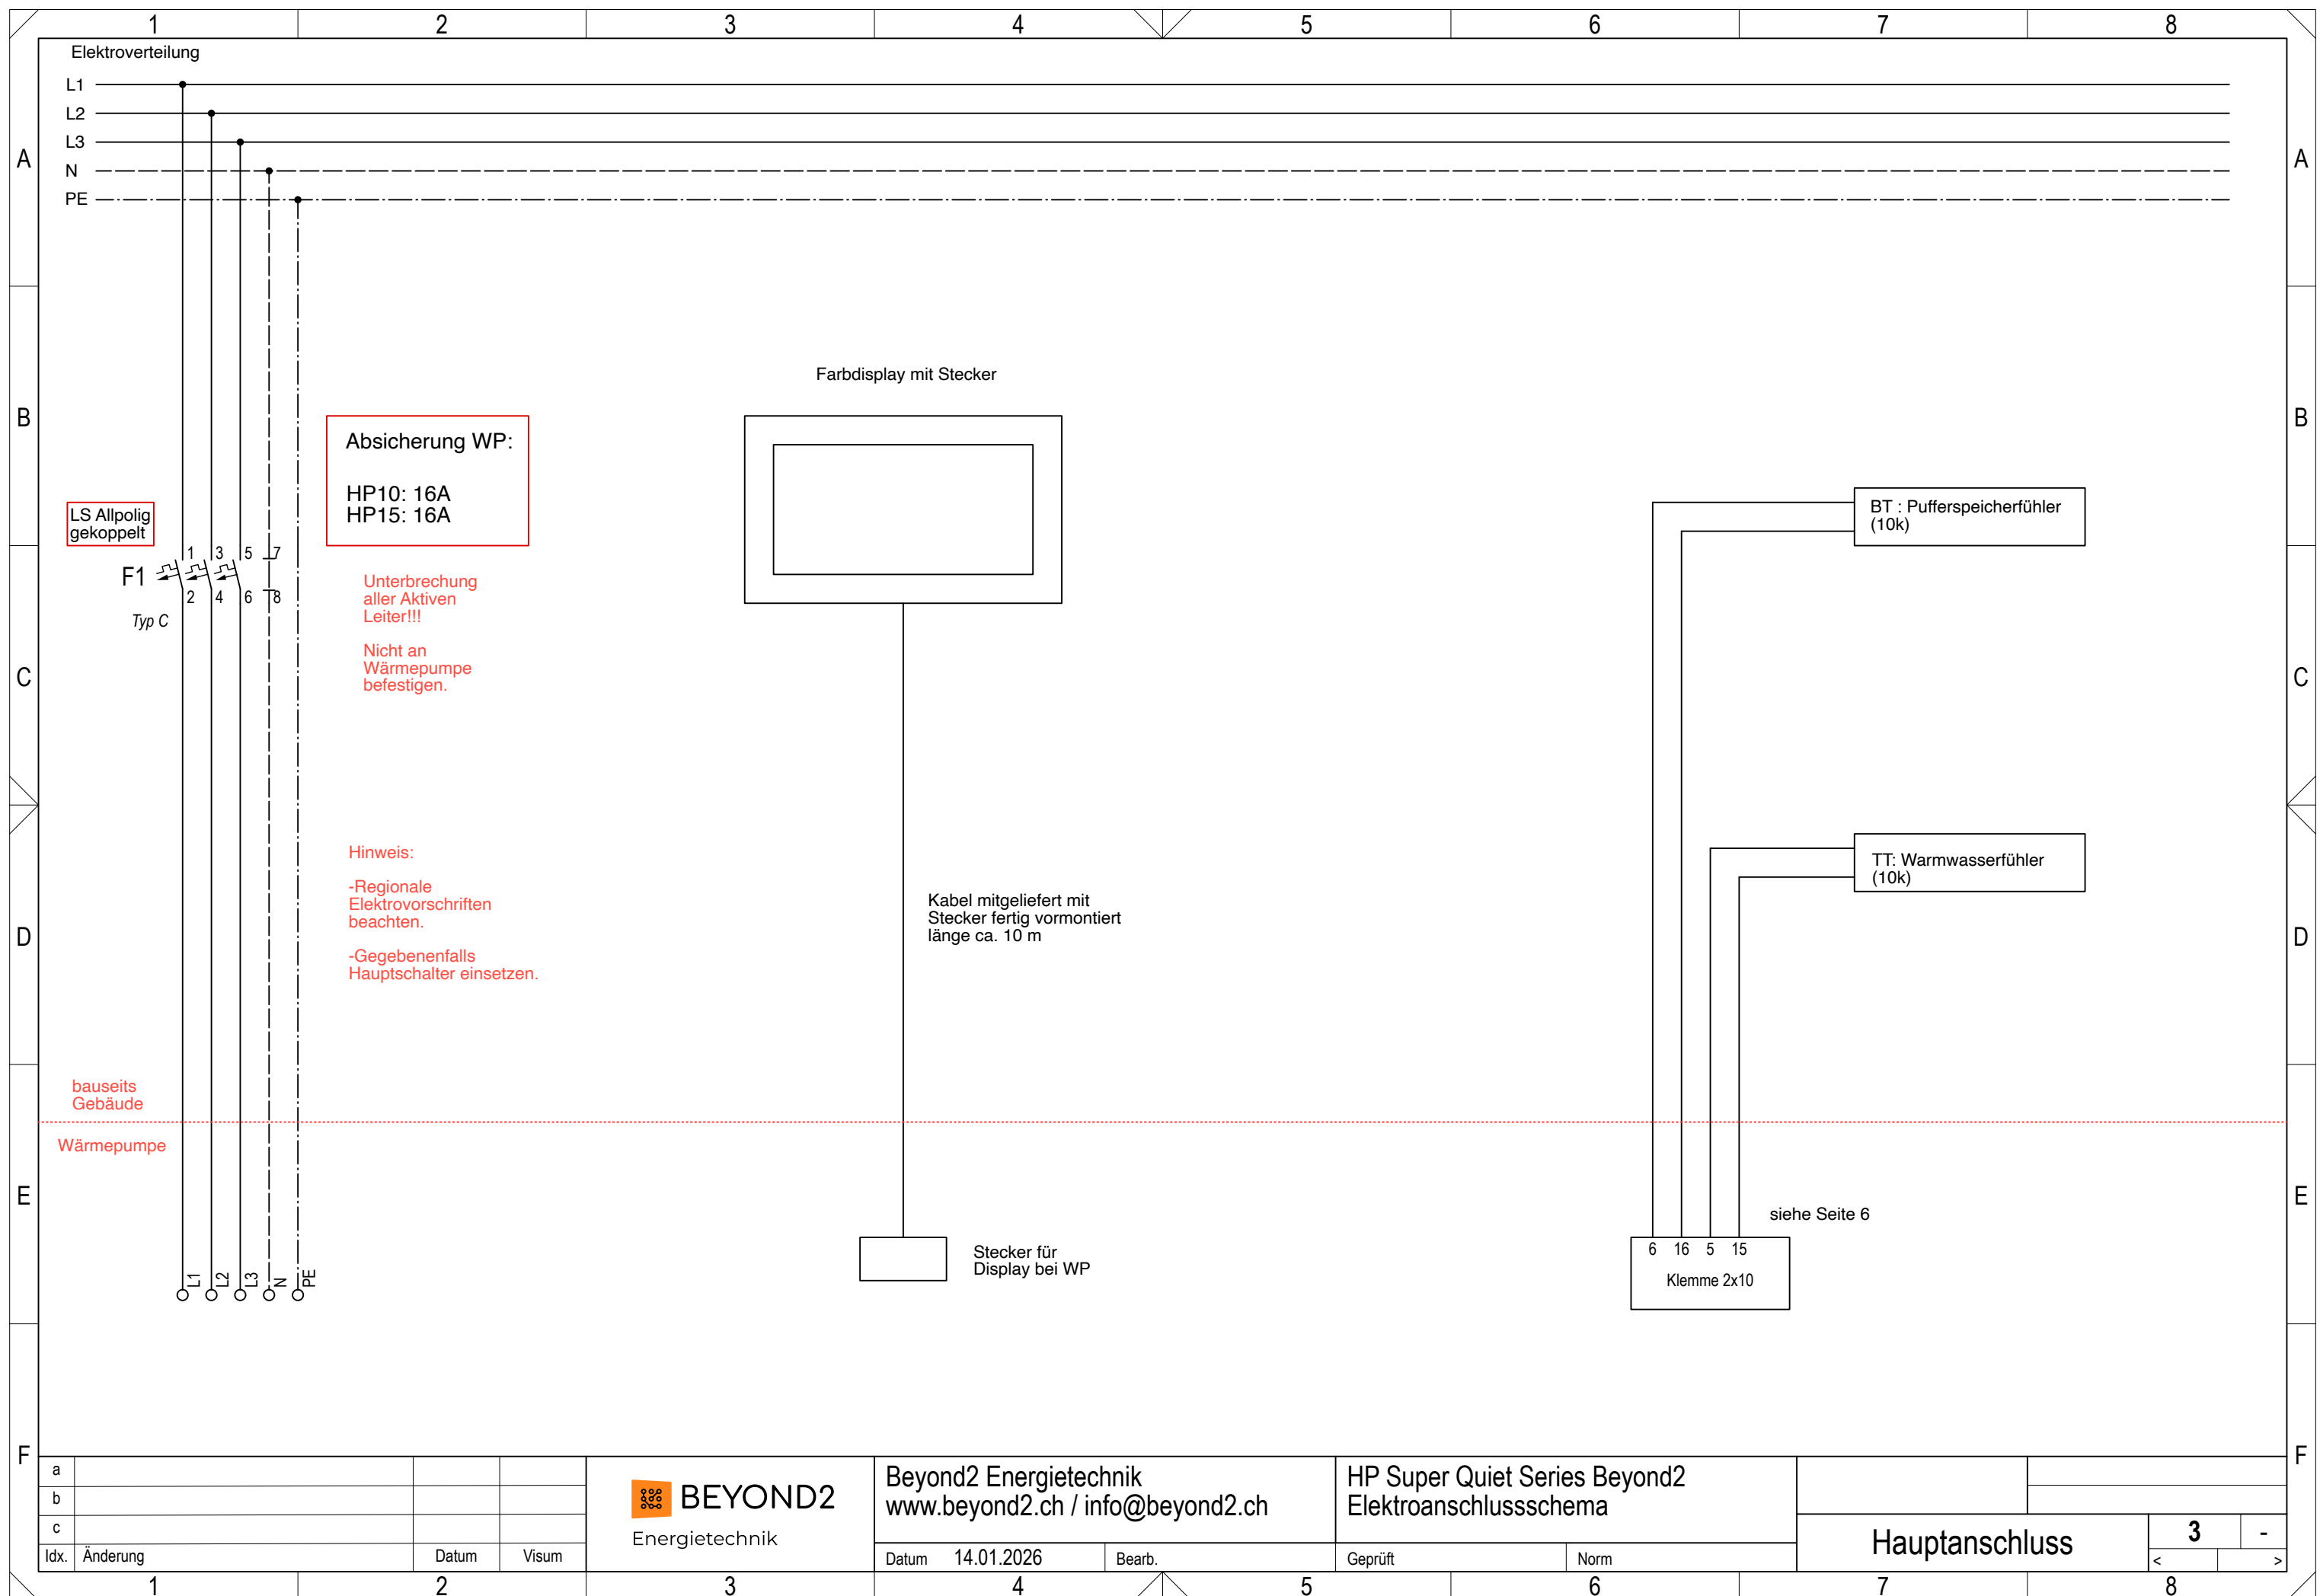 1 2 3 4 5 6 7 8
Elektroverteilung
L1
L2
L3
A A
N
PE
Farbdisplay mit Stecker
B B
Absicherung WP:
HP10: 16A
HP15: 16A
LS Allpolig
gekoppelt
BT : Pufferspeicherfühler
(10k)
1 3 5 7
F1
2 4 6 8
Typ C
Unterbrechung
aller Aktiven
Leiter!!!
Nicht an
Wärmepumpe
befestigen.
C C
Hinweis:
-Regionale
Elektrovorschriften
beachten.
-Gegebenenfalls
Hauptschalter einsetzen.
TT: Warmwasserfühler
(10k)
Kabel mitgeliefert mit
Stecker fertig vormontiert
länge ca. 10 m
D D
bauseits
Gebäude
Wärmepumpe
E E
siehe Seite 6
6 16 5 15
Klemme 2x10
Stecker für
Display bei WP
L1 L2 L3 N PE
F F
a
b
c
Idx. Änderung Datum Visum
BEYOND2
Energietechnik
Beyond2 Energietechnik
www.beyond2.ch / info@beyond2.ch
HP Super Quiet Series Beyond2
Elektroanschlussschema
Datum 14.01.2026 Bearb. Geprüft Norm
Hauptanschluss
3 -
< >
1 2 3 4 5 6 7 8